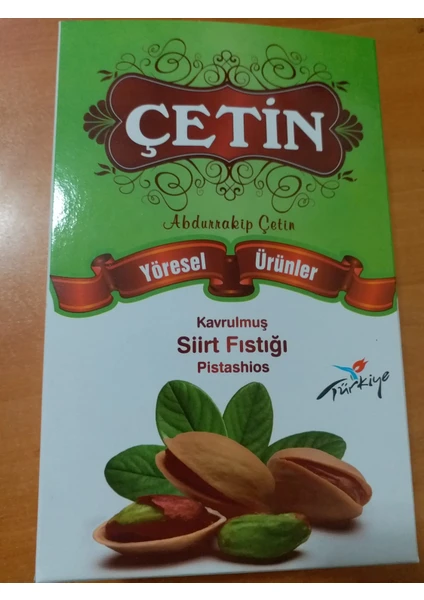 ÇETİN
Abdurrakip Çetin
Yöresel Ürünler
Kavrulmuş
Siirt Fıstığı
Pistashios
Türkiye